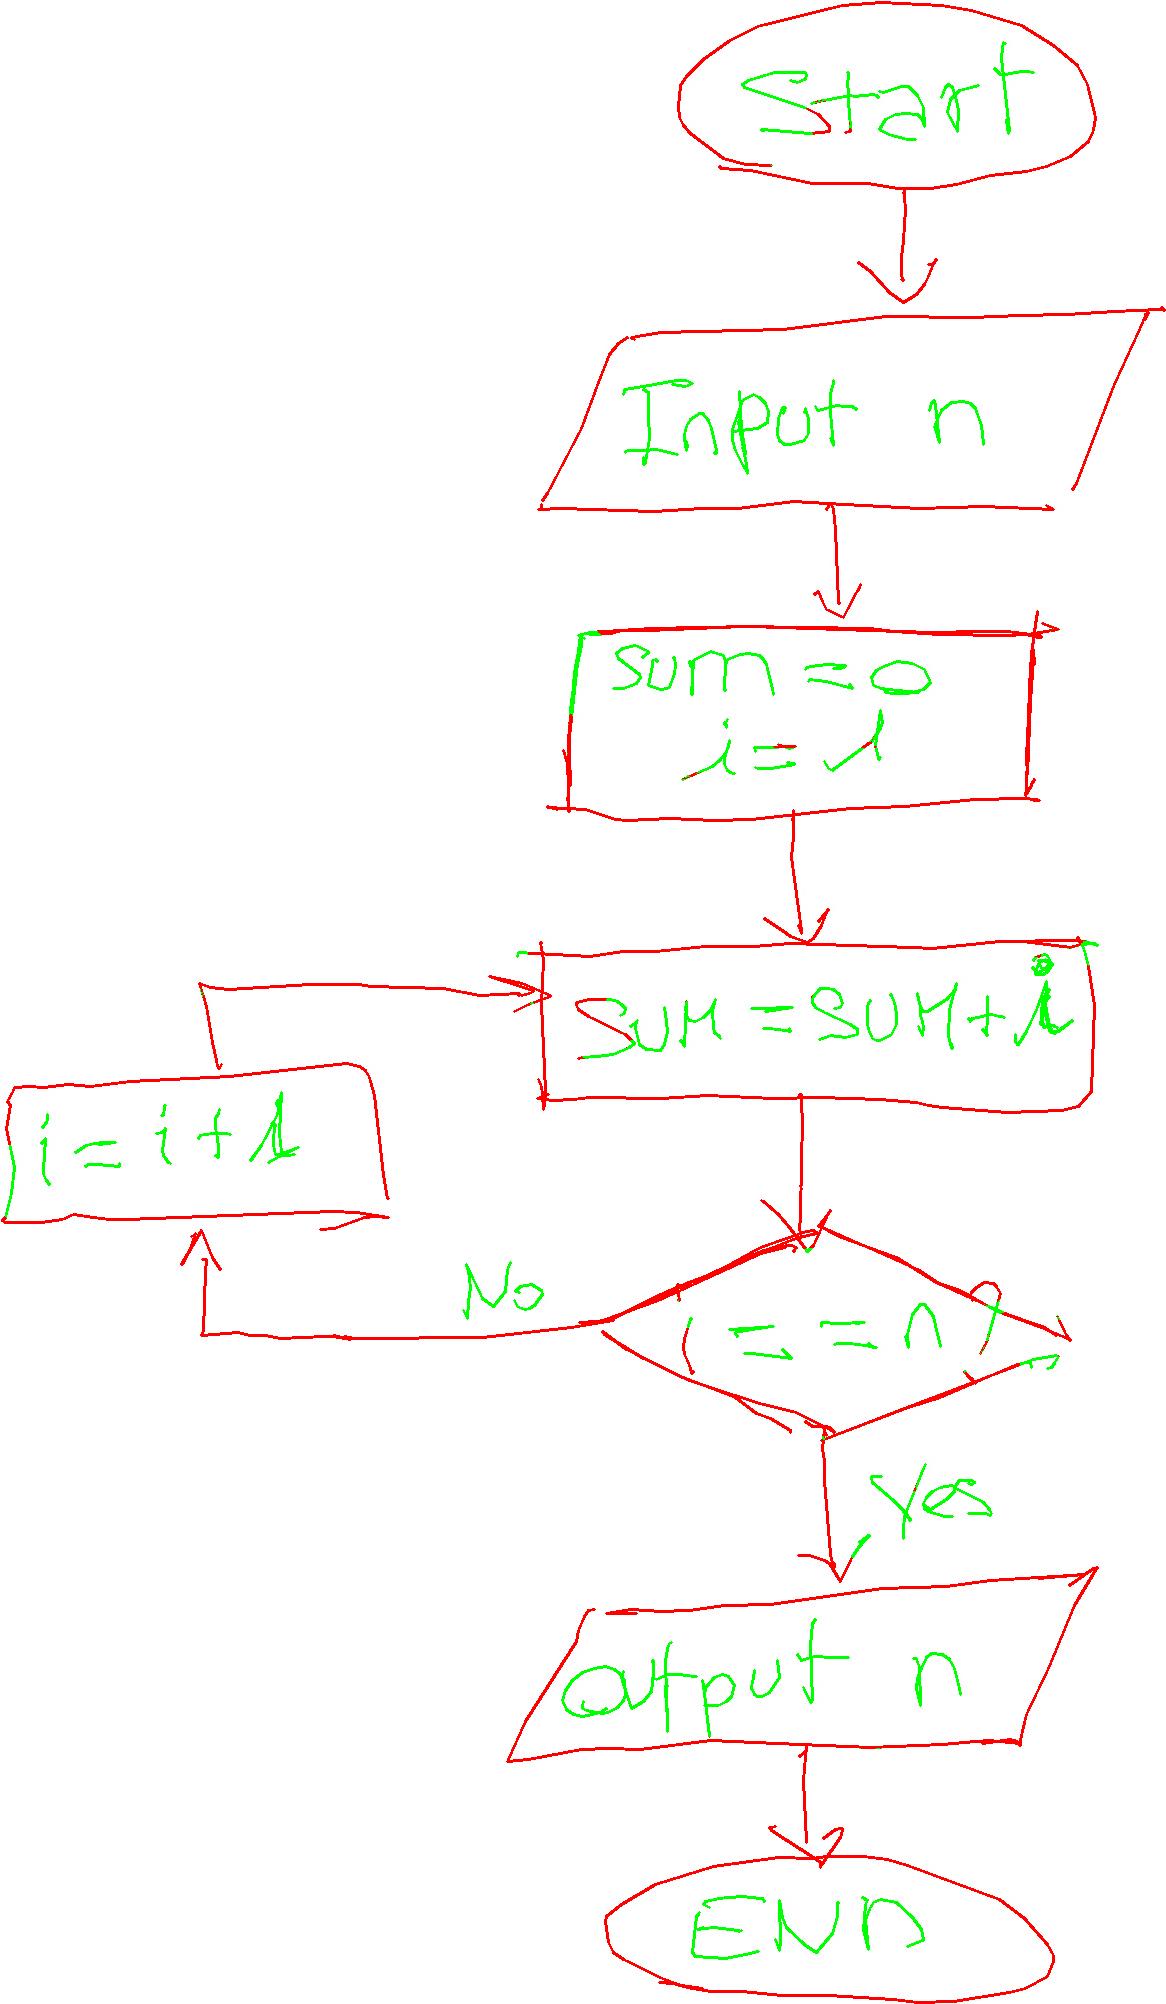 Start
Input n
sum = 0
i = 1
SUM = SUM + i
i = i + 1
No
( = = n )
Yes
output n
END